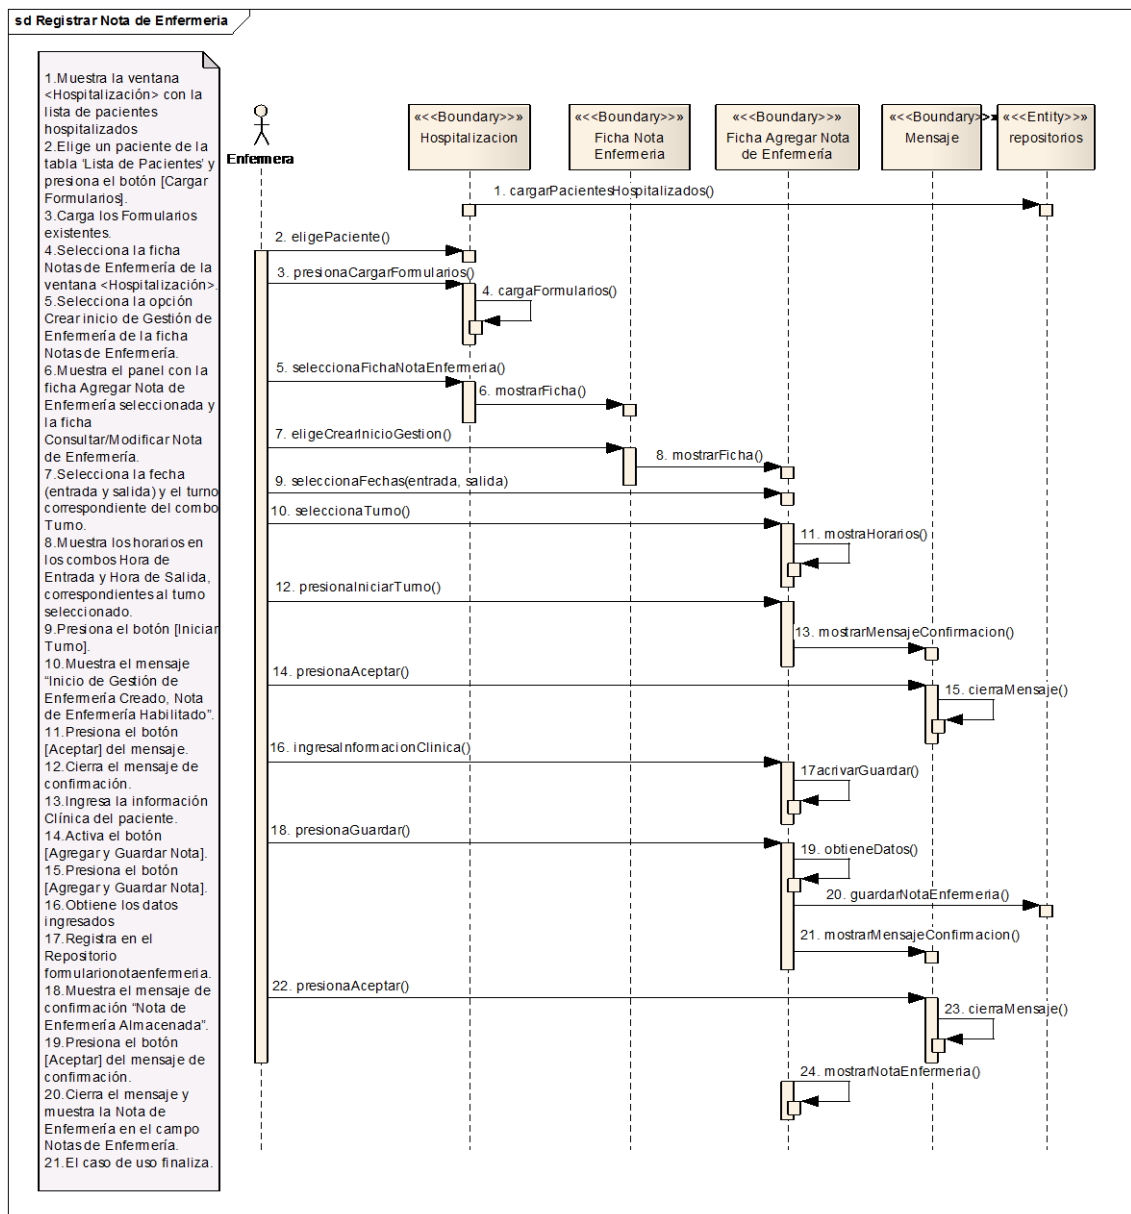 sd Registrar Nota de Enfermeria
1.Muestra la ventana
<Hospitalización> con la
lista de pacientes
hospitalizados
2.Elige un paciente de la
tabla 'Lista de Pacientes' y
presiona el botón [Cargar
Formularios].
3.Carga los Formularios
existentes.
4.Selecciona la ficha
Notas de Enfermería de la
ventana <Hospitalización>.
5.Selecciona la opción
Crear inicio de Gestión de
Enfermería de la ficha
Notas de Enfermería.
6.Muestra el panel con la
ficha Agregar Nota de
Enfermería seleccionada y
la ficha
Consultar/Modificar Nota
de Enfermería.
7.Selecciona la fecha
(entrada y salida) y el turno
correspondiente del combo
Turno.
8.Muestra los horarios en
los combos Hora de
Entrada y Hora de Salida,
correspondientes al turno
seleccionado.
9.Presiona el botón [Iniciar
Turno].
10.Muestra el mensaje
"Inicio de Gestión de
Enfermería Creado, Nota
de Enfermería Habilitado".
11.Presiona el botón
[Aceptar] del mensaje.
12.Cierra el mensaje de
confirmación.
13.Ingresa la información
Clínica del paciente.
14.Activa el botón
[Agregar y Guardar Nota].
15.Presiona el botón
[Agregar y Guardar Nota].
16.Obtiene los datos
ingresados
17.Registra en el
Repositorio
formularionotaenfermeria.
18.Muestra el mensaje de
confirmación "Nota de
Enfermería Almacenada".
19.Presiona el botón
[Aceptar] del mensaje de
confirmación.
20.Cierra el mensaje y
muestra la Nota de
Enfermería en el campo
Notas de Enfermería.
21.El caso de uso finaliza.
Enfermera
«<<Boundary>>»
Hospitalizacion
«<<Boundary>>»
Ficha Nota
Enfermeria
«<<Boundary>>»
Ficha Agregar Nota
de Enfermería
«<<Boundary>>»
Mensaje
«<<Entity>>»
repositorios
1. cargarPacientesHospitalizados()
2. eligePaciente()
3. presionaCargarFormularios()
4. cargaFormularios()
5. seleccionaFichaNotaEnfermeria()
6. mostrarFicha()
7. eligeCrearInicioGestion()
8. mostrarFicha()
9. seleccionaFechas(entrada, salida)
10. seleccionaTurno()
11. mostraHorarios()
12. presionaIniciarTurno()
13. mostrarMensajeConfirmacion()
14. presionaAceptar()
15. cierraMensaje()
16. ingresaInformacionClinica()
17acrivarGuardar()
18. presionaGuardar()
19. obtieneDatos()
20. guardarNotaEnfermeria()
21. mostrarMensajeConfirmacion()
22. presionaAceptar()
23. cierraMensaje()
24. mostrarNotaEnfermeria()